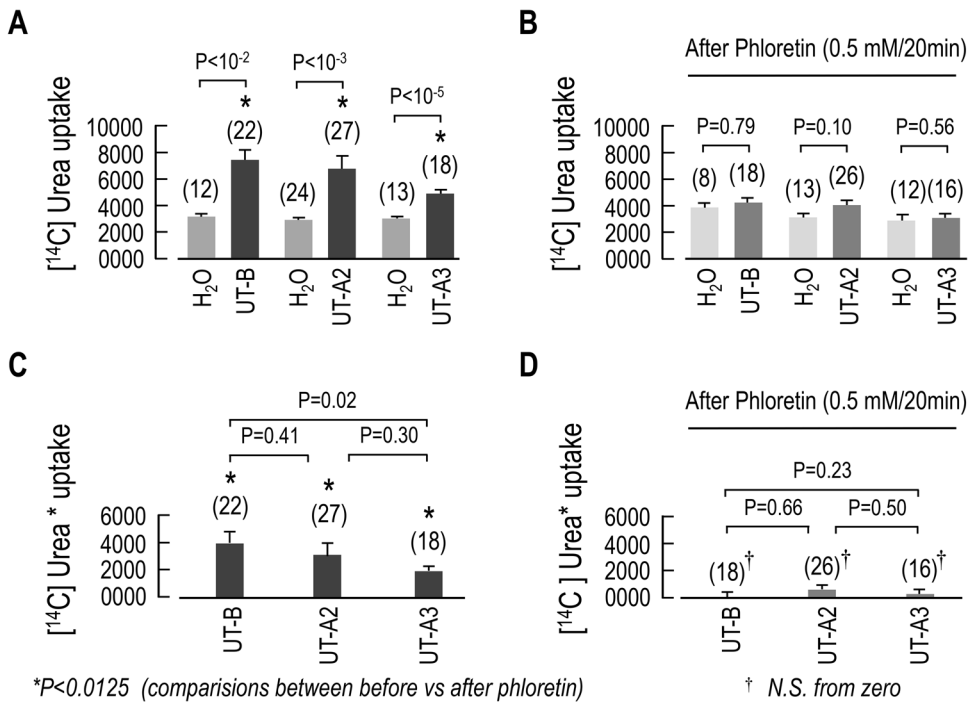 A
P<10⁻²
P<10⁻³
P<10⁻⁵
* * *
(12) (22) (24) (27) (13) (18)
[¹⁴C] Urea uptake
10000
8000
6000
4000
2000
0000
H₂O UT-B H₂O UT-A2 H₂O UT-A3
B
After Phloretin (0.5 mM/20min)
P=0.79 P=0.10 P=0.56
(8) (18) (13) (26) (12) (16)
[¹⁴C] Urea uptake
10000
8000
6000
4000
2000
0000
H₂O UT-B H₂O UT-A2 H₂O UT-A3
C
P=0.02
P=0.41 P=0.30
* * *
(22) (27) (18)
[¹⁴C] Urea * uptake
6000
4000
2000
0000
UT-B UT-A2 UT-A3
*P<0.0125 (comparisions between before vs after phloretin)
D
After Phloretin (0.5 mM/20min)
P=0.23
P=0.66 P=0.50
(18)† (26)† (16)†
[¹⁴C ] Urea* uptake
6000
4000
2000
0000
UT-B UT-A2 UT-A3
† N.S. from zero